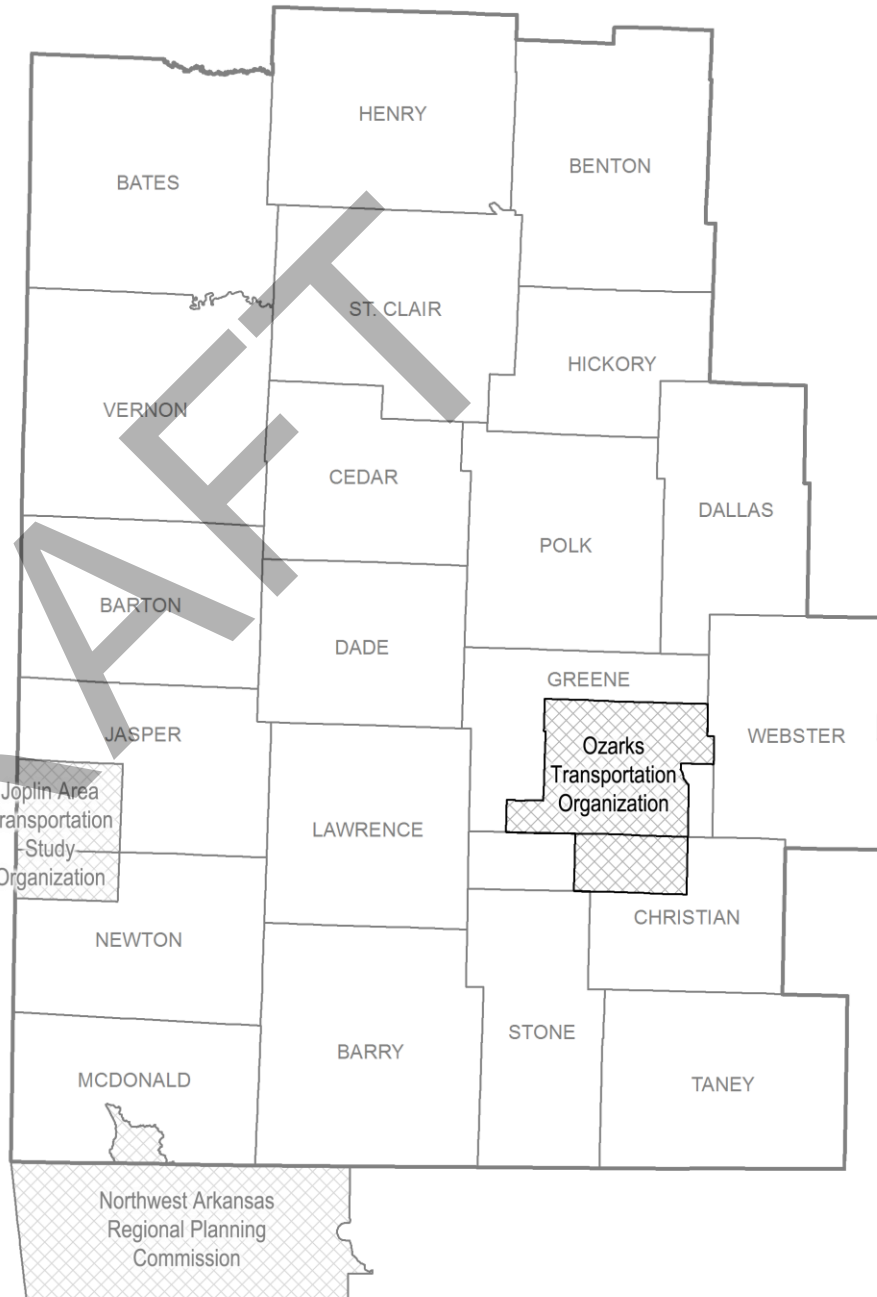 HENRY
BENTON
BATES
ST. CLAIR
HICKORY
VERNON
CEDAR
DALLAS
POLK
BARTON
DADE
GREENE
JASPER
WEBSTER
Ozarks
Transportation
Organization
Joplin Area
ransportation
Study
Organization
LAWRENCE
CHRISTIAN
NEWTON
STONE
BARRY
MCDONALD
TANEY
Northwest Arkansas
Regional Planning
Commission
AFT